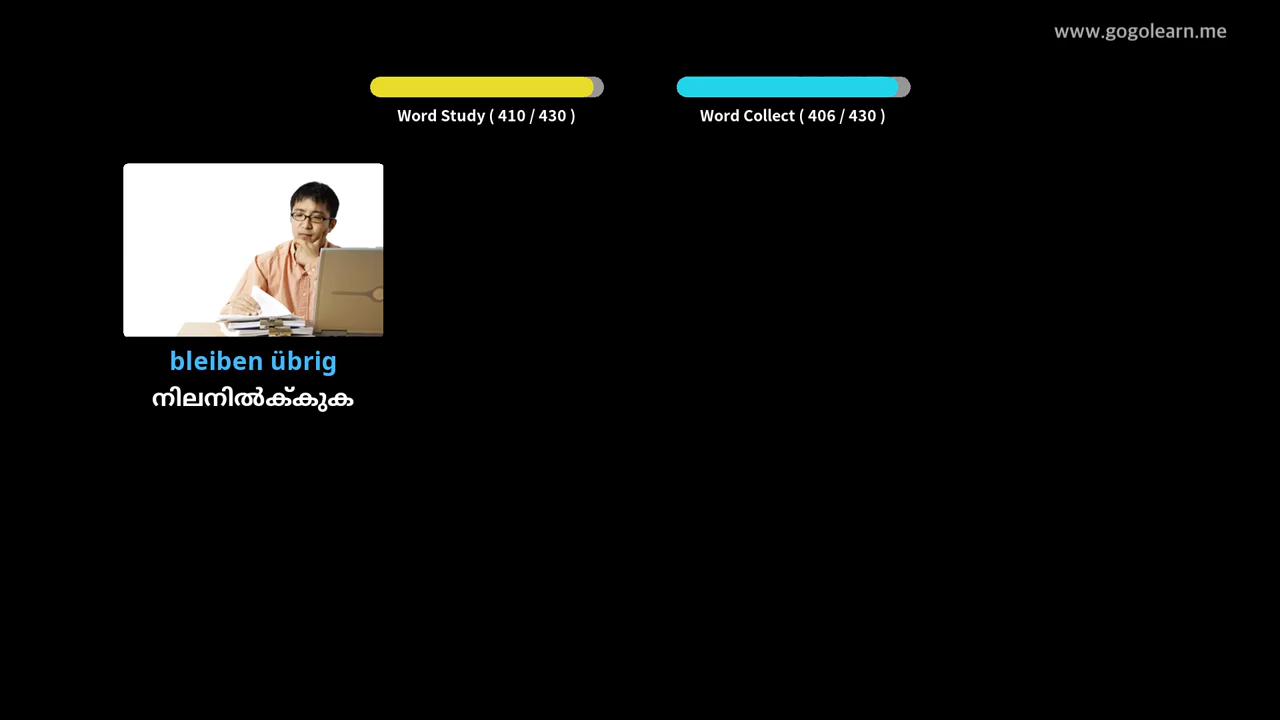 www.gogolearn.me
Word Study ( 410 / 430 )
Word Collect ( 406 / 430 )
bleiben übrig
നിലനിൽക്കുക